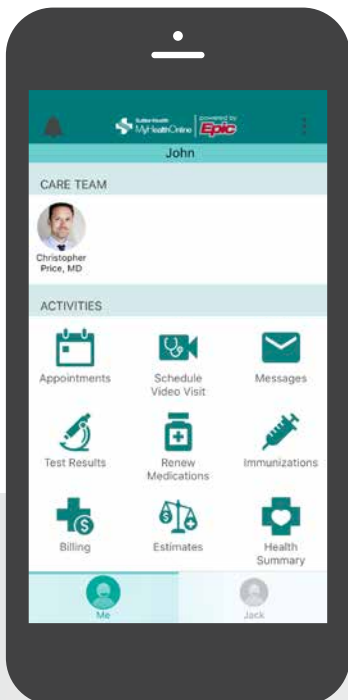 Sutter Health
MyHealthOnline
powered by
Epic
John
CARE TEAM
Christopher
Price, MD
ACTIVITIES
Appointments
Schedule
Video Visit
Messages
Test Results
Renew
Medications
Immunizations
Billing
Estimates
Health
Summary
Me
Jack